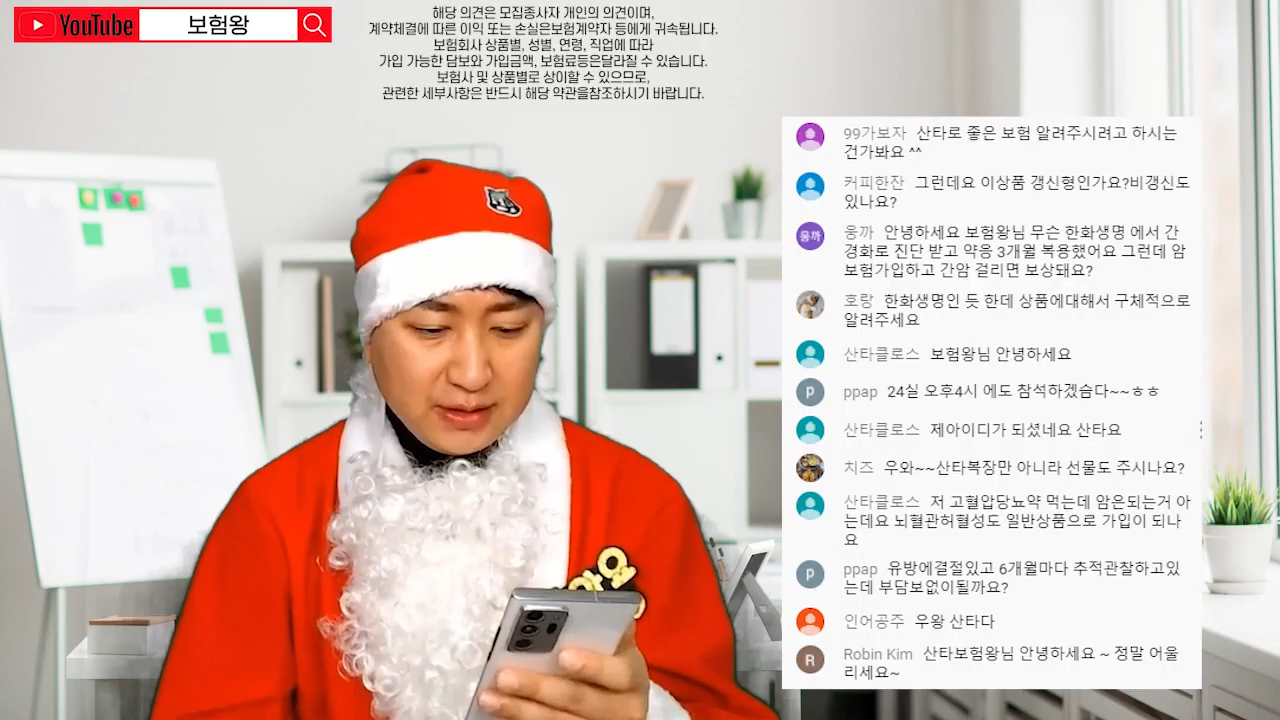 YouTube 보험왕
해당 의견은 모집종사자 개인의 의견이며,
계약체결에 따른 이익 또는 손실은보험계약자 등에게 귀속됩니다.
보험회사 상품별, 성별, 연령, 직업에 따라
가입 가능한 담보와 가입금액, 보험료등은달라질 수 있습니다.
보험사 및 상품별로 상이할 수 있으므로,
관련한 세부사항은 반드시 해당 약관을참조하시기 바랍니다.
99가보자 산타로 좋은 보험 알려주시려고 하시는
건가봐요 ^^
커피한잔 그런데요 이상품 갱신형인가요?비갱신도
있나요?
웅까 웅까 안녕하세요 보험왕님 무슨 한화생명 에서 간
경화로 진단 받고 약응 3개월 복용했어요 그런데 암
보험가입하고 간암 걸리면 보상돼요?
호랑 한화생명인 듯 한데 상품에대해서 구체적으로
알려주세요
산타클로스 보험왕님 안녕하세요
p ppap 24실 오후4시 에도 참석하겠슴다~~ㅎㅎ
산타클로스 제아이디가 되셨네요 산타요
치즈 우와~~산타복장만 아니라 선물도 주시나요?
산타클로스 저 고혈압당뇨약 먹는데 암은되는거 아
는데요 뇌혈관허혈성도 일반상품으로 가입이 되나
요
p ppap 유방에결절있고 6개월마다 추적관찰하고있
는데 부담보없이될까요?
인어공주 우왕 산타다
R Robin Kim 산타보험왕님 안녕하세요 ~ 정말 어울
리세요~